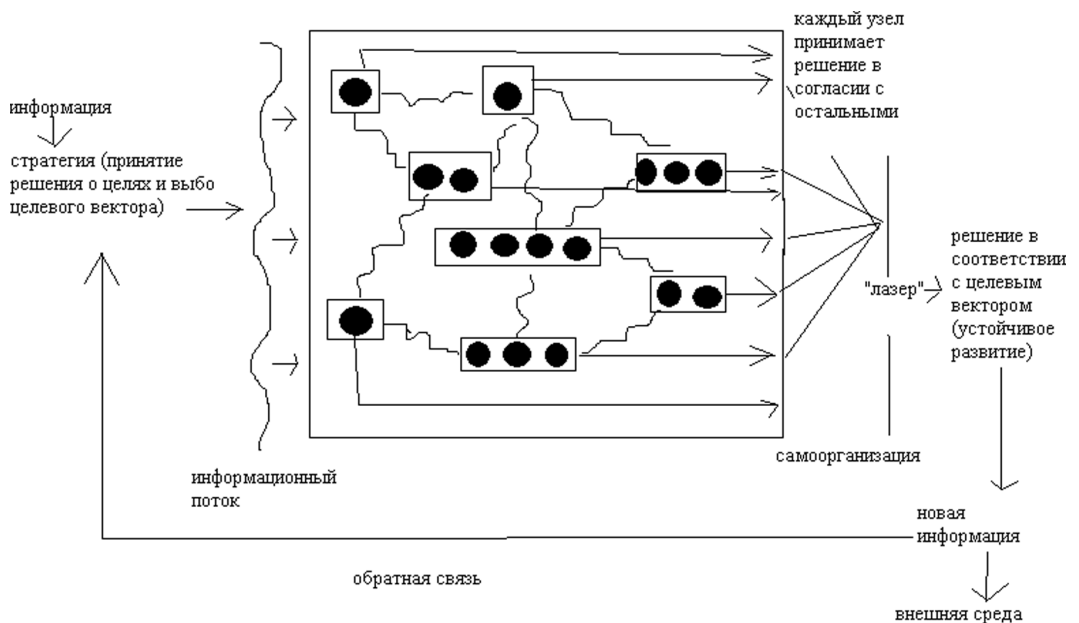 информация
стратегия (принятие
решения о целях и выбо
целевого вектора)
информационный
поток
каждый узел
принимает
решение в
согласии с
остальными
"лазер"
самоорганизация
решение в
соответствии
с целевым
вектором
(устойчивое
развитие)
новая
информация
обратная связь
внешняя среда